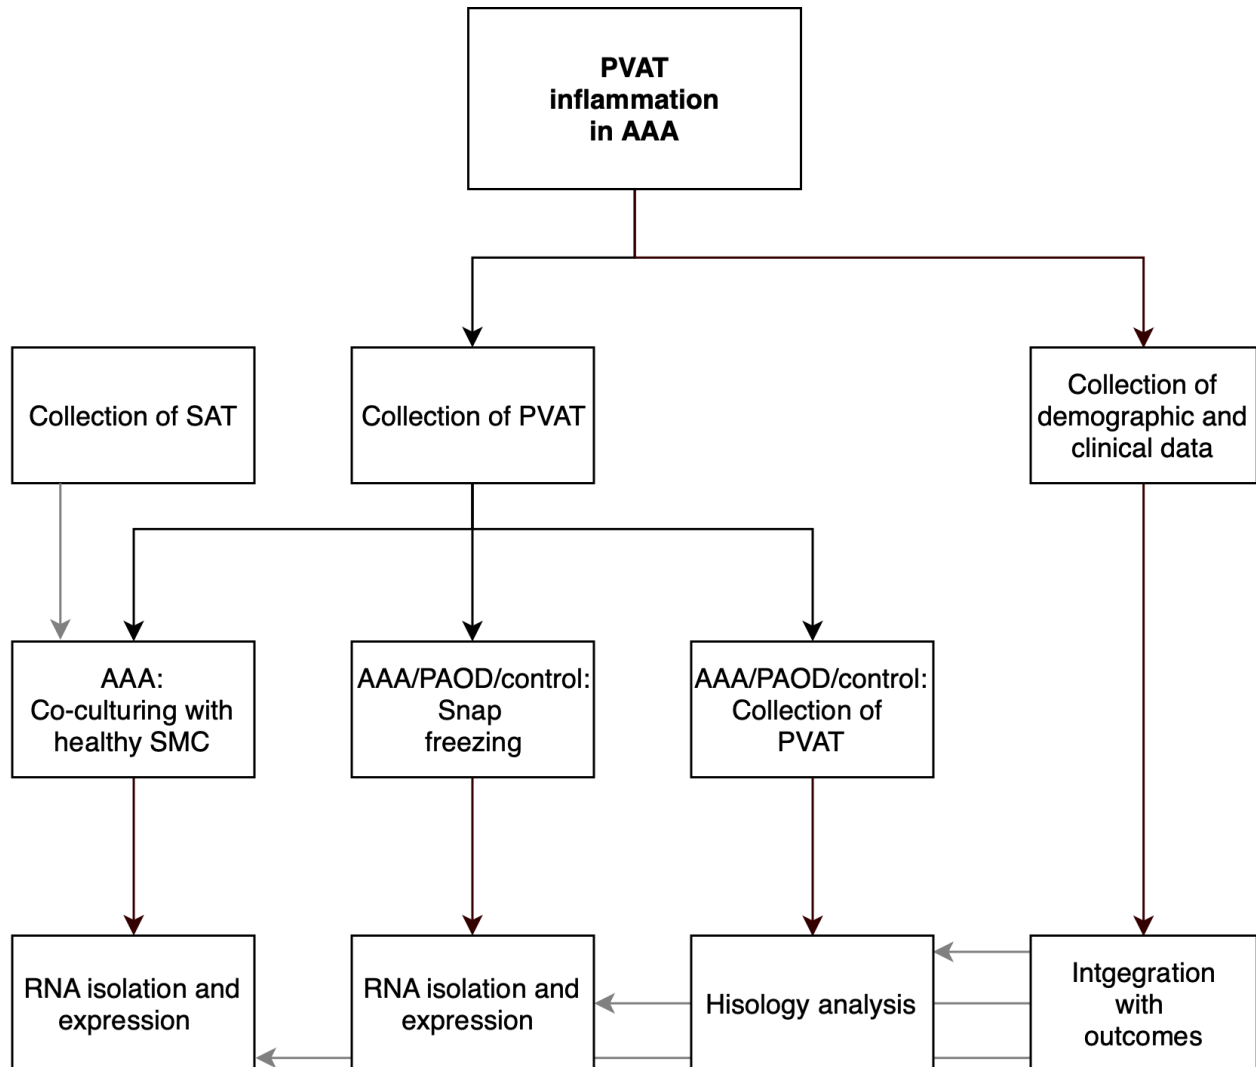 PVAT
inflammation
in AAA
Collection of SAT
Collection of PVAT
Collection of
demographic and
clinical data
AAA:
Co-culturing with
healthy SMC
AAA/PAOD/control:
Snap
freezing
AAA/PAOD/control:
Collection of
PVAT
RNA isolation and
expression
RNA isolation and
expression
Hisology analysis
Intgegration
with
outcomes